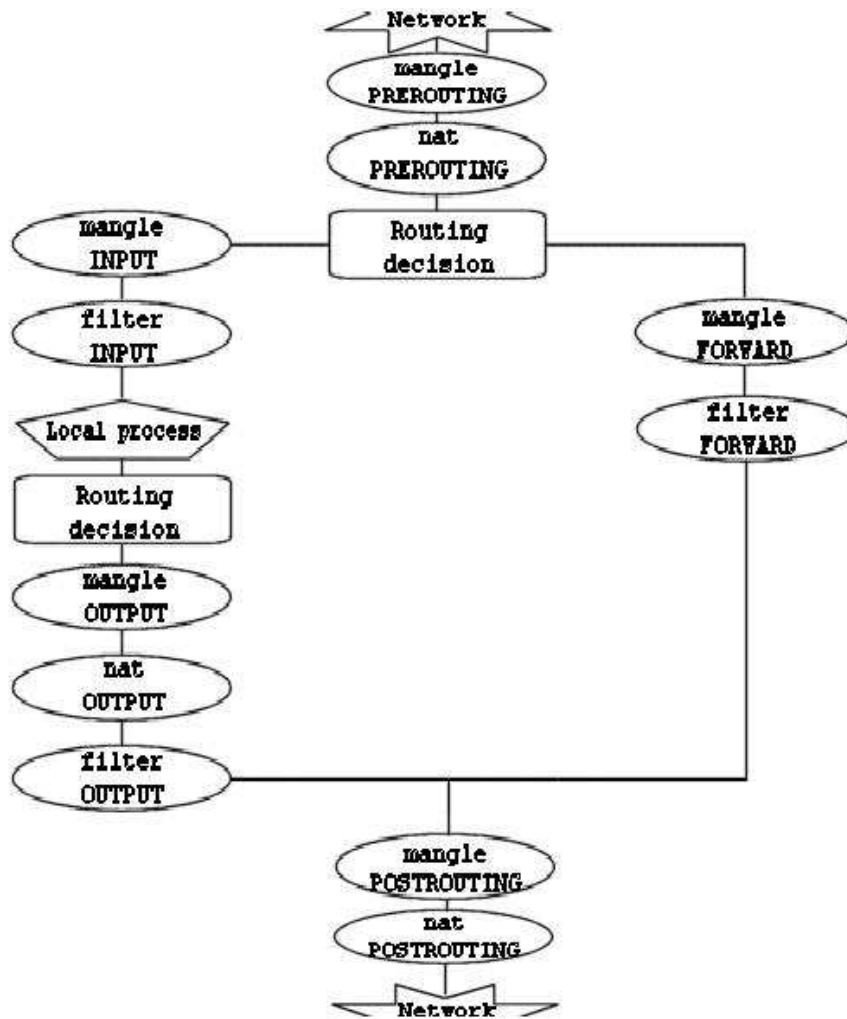 Network
mangle
PREROUTING
nat
PREROUTING
Routing
decision
mangle
INPUT
filter
INPUT
Local process
Routing
decision
mangle
OUTPUT
nat
OUTPUT
filter
OUTPUT
mangle
FORWARD
filter
FORWARD
mangle
POSTROUTING
nat
POSTROUTING
Network